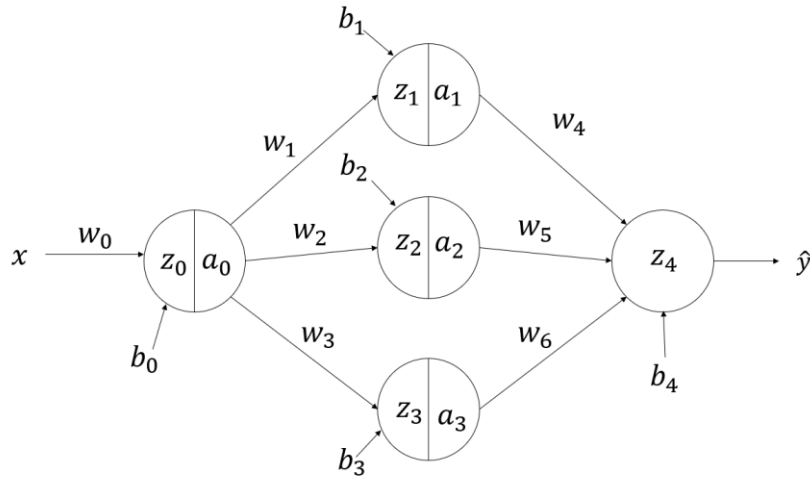 b₁
z₁ a₁
w₁
w₄
b₂
x
w₀
z₀ a₀
w₂
z₂ a₂
w₅
z₄
ŷ
b₀
w₃
w₆
b₄
z₃ a₃
b₃